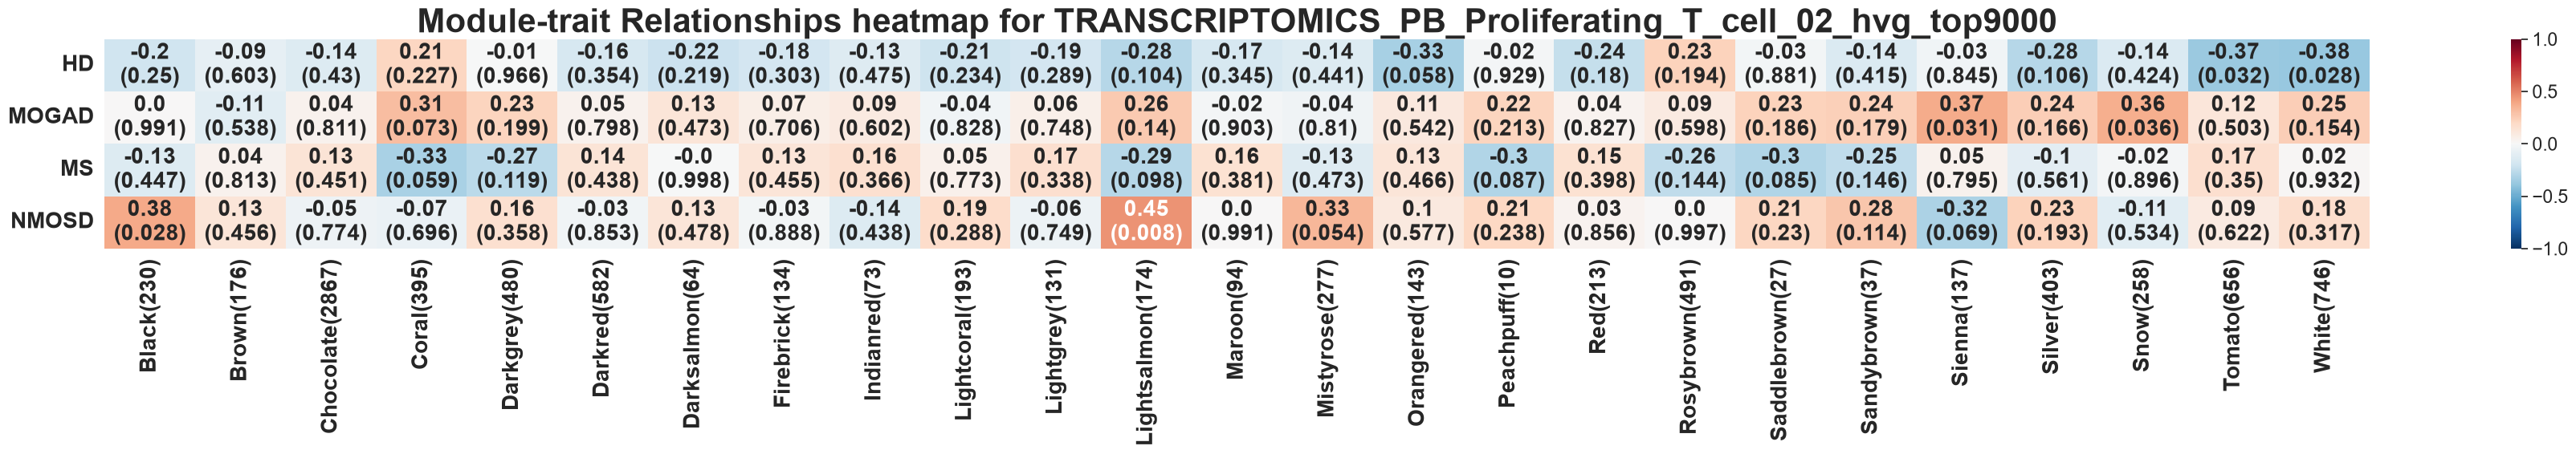 Module-trait Relationships heatmap for TRANSCRIPTOMICS_PB_Proliferating_T_cell_02_hvg_top9000
HD
-0.2 -0.09 -0.14 0.21 -0.01 -0.16 -0.22 -0.18 -0.13 -0.21 -0.19 -0.28 -0.17 -0.14 -0.33 -0.02 -0.24 0.23 -0.03 -0.14 -0.03 -0.28 -0.14 -0.37 -0.38
(0.25) (0.603) (0.43) (0.227) (0.966) (0.354) (0.219) (0.303) (0.475) (0.234) (0.289) (0.104) (0.345) (0.441) (0.058) (0.929) (0.18) (0.194) (0.881) (0.415) (0.845) (0.106) (0.424) (0.032) (0.028)
MOGAD
0.0 -0.11 0.04 0.31 0.23 0.05 0.13 0.07 0.09 -0.04 0.06 0.26 -0.02 -0.04 0.11 0.22 0.04 0.09 0.23 0.24 0.37 0.24 0.36 0.12 0.25
(0.991) (0.538) (0.811) (0.073) (0.199) (0.798) (0.473) (0.706) (0.602) (0.828) (0.748) (0.14) (0.903) (0.81) (0.542) (0.213) (0.827) (0.598) (0.186) (0.179) (0.031) (0.166) (0.036) (0.503) (0.154)
MS
-0.13 0.04 0.13 -0.33 -0.27 0.14 -0.0 0.13 0.16 0.05 0.17 -0.29 0.16 -0.13 0.13 -0.3 0.15 -0.26 -0.3 -0.25 0.05 -0.1 -0.02 0.17 0.02
(0.447) (0.813) (0.451) (0.059) (0.119) (0.438) (0.998) (0.455) (0.366) (0.773) (0.338) (0.098) (0.381) (0.473) (0.466) (0.087) (0.398) (0.144) (0.085) (0.146) (0.795) (0.561) (0.896) (0.35) (0.932)
NMOSD
0.38 0.13 -0.05 -0.07 0.16 -0.03 0.13 -0.03 -0.14 0.19 -0.06 0.45 0.0 0.33 0.1 0.21 0.03 0.0 0.21 0.28 -0.32 0.23 -0.11 0.09 0.18
(0.028) (0.456) (0.774) (0.696) (0.358) (0.853) (0.478) (0.888) (0.438) (0.288) (0.749) (0.008) (0.991) (0.054) (0.577) (0.238) (0.856) (0.997) (0.23) (0.114) (0.069) (0.193) (0.534) (0.622) (0.317)
Black(230)
Brown(176)
Chocolate(2867)
Coral(395)
Darkgrey(480)
Darkred(582)
Darksalmon(64)
Firebrick(134)
Indianred(73)
Lightcoral(193)
Lightgrey(131)
Lightsalmon(174)
Maroon(94)
Mistyrose(277)
Orangered(143)
Peachpuff(10)
Red(213)
Rosybrown(491)
Saddlebrown(27)
Sandybrown(37)
Sienna(137)
Silver(403)
Snow(258)
Tomato(656)
White(746)
1.0
0.5
0.0
-0.5
-1.0